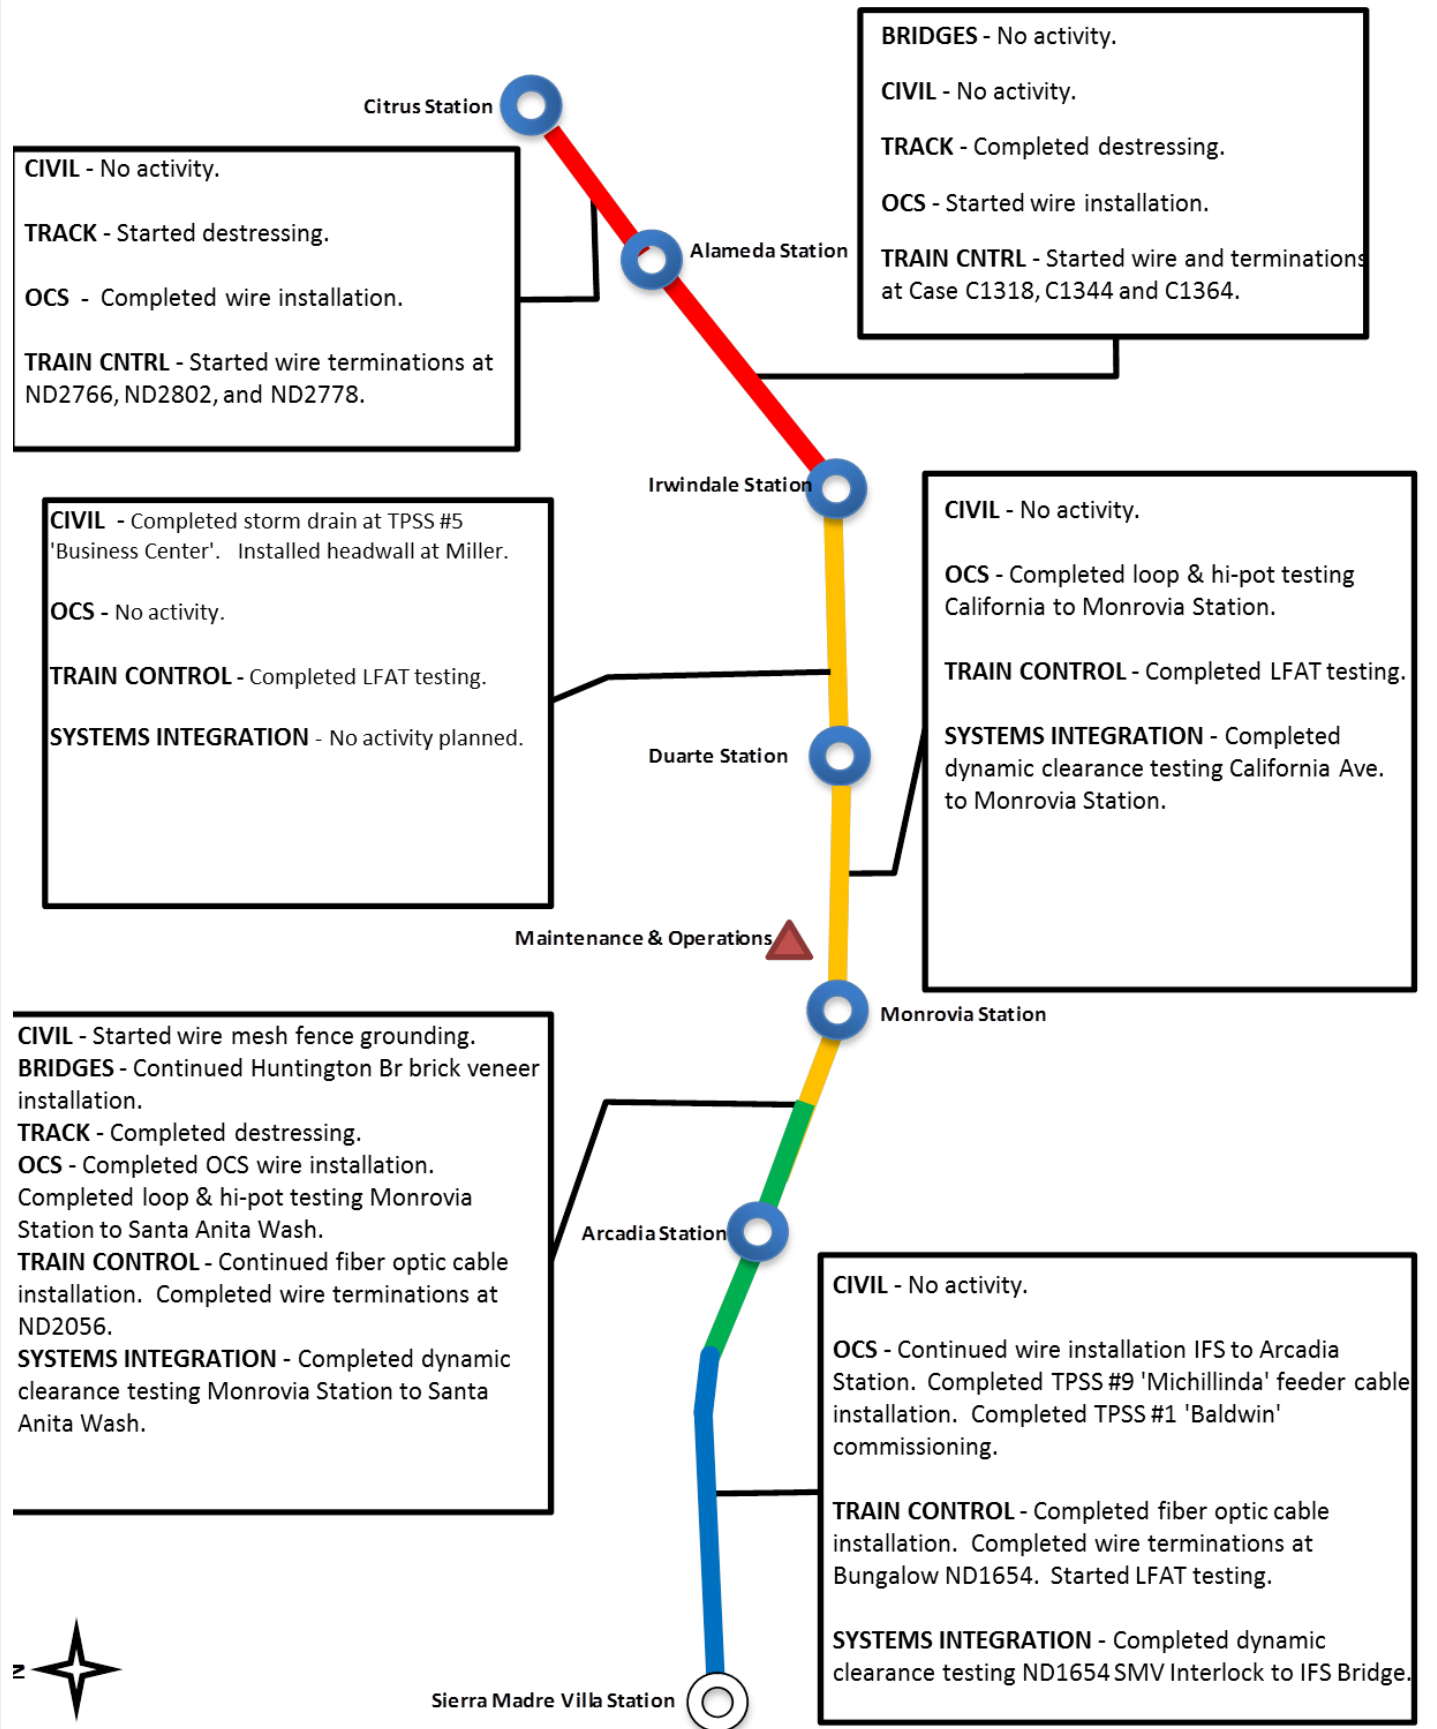 BRIDGES - No activity.
CIVIL - No activity.
TRACK - Completed destressing.
OCS - Started wire installation.
TRAIN CNTRL - Started wire and terminations
at Case C1318, C1344 and C1364.
Citrus Station
CIVIL - No activity.
TRACK - Started destressing.
OCS - Completed wire installation.
TRAIN CNTRL - Started wire terminations at
ND2766, ND2802, and ND2778.
Alameda Station
Irwindale Station
CIVIL - Completed storm drain at TPSS #5
'Business Center'. Installed headwall at Miller.
OCS - No activity.
TRAIN CONTROL - Completed LFAT testing.
SYSTEMS INTEGRATION - No activity planned.
CIVIL - No activity.
OCS - Completed loop & hi-pot testing
California to Monrovia Station.
TRAIN CONTROL - Completed LFAT testing.
SYSTEMS INTEGRATION - Completed
dynamic clearance testing California Ave.
to Monrovia Station.
Duarte Station
Maintenance & Operations
Monrovia Station
CIVIL - Started wire mesh fence grounding.
BRIDGES - Continued Huntington Br brick veneer
installation.
TRACK - Completed destressing.
OCS - Completed OCS wire installation.
Completed loop & hi-pot testing Monrovia
Station to Santa Anita Wash.
TRAIN CONTROL - Continued fiber optic cable
installation. Completed wire terminations at
ND2056.
SYSTEMS INTEGRATION - Completed dynamic
clearance testing Monrovia Station to Santa
Anita Wash.
Arcadia Station
CIVIL - No activity.
OCS - Continued wire installation IFS to Arcadia
Station. Completed TPSS #9 'Michillinda' feeder cable
installation. Completed TPSS #1 'Baldwin'
commissioning.
TRAIN CONTROL - Completed fiber optic cable
installation. Completed wire terminations at
Bungalow ND1654. Started LFAT testing.
SYSTEMS INTEGRATION - Completed dynamic
clearance testing ND1654 SMV Interlock to IFS Bridge.
N
Sierra Madre Villa Station